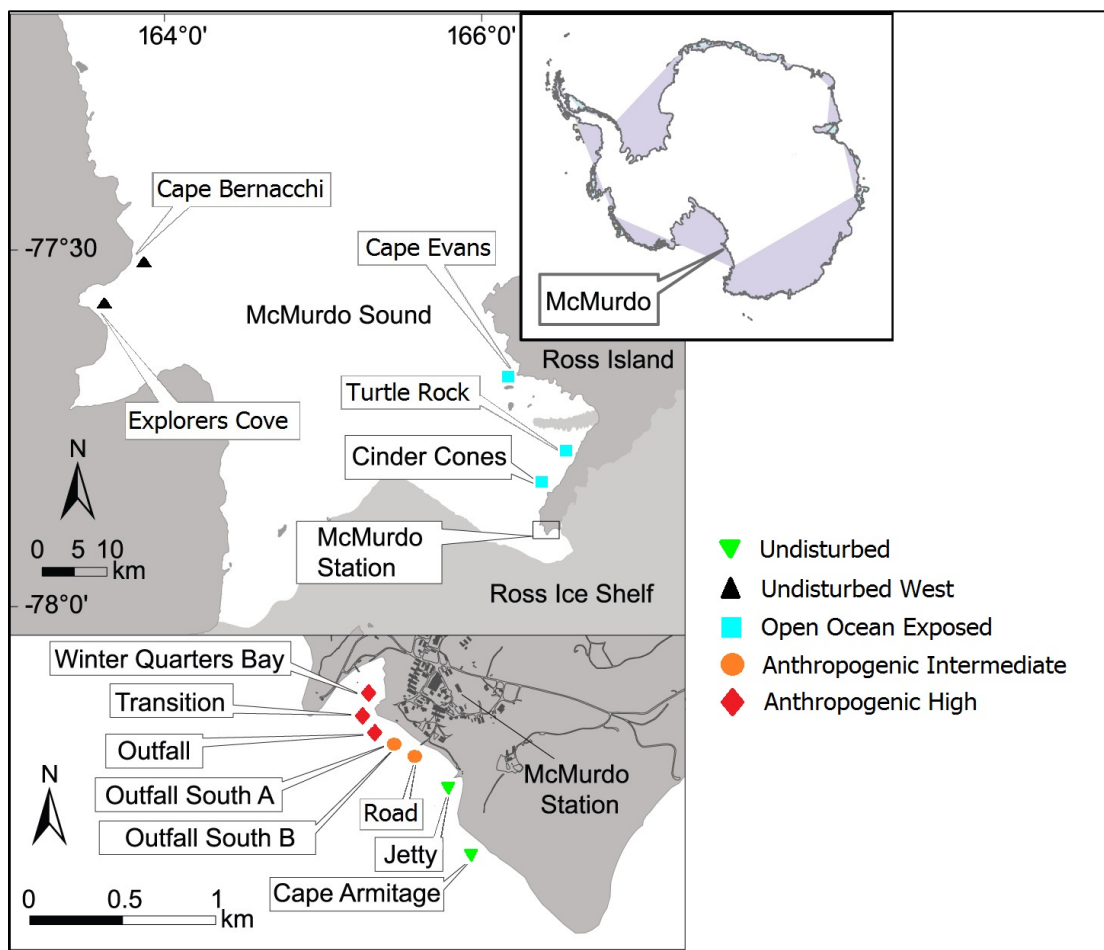 164°0'
166°0'
McMurdo
Cape Bernacchi
-77°30
Cape Evans
McMurdo Sound
Ross Island
Turtle Rock
Explorers Cove
Cinder Cones
N
0 5 10
km
McMurdo
Station
Ross Ice Shelf
-78°0'
Undisturbed
Undisturbed West
Open Ocean Exposed
Anthropogenic Intermediate
Anthropogenic High
Winter Quarters Bay
Transition
Outfall
McMurdo
Station
N
Outfall South A
Road
Outfall South B
Jetty
Cape Armitage
0 0.5 1
km